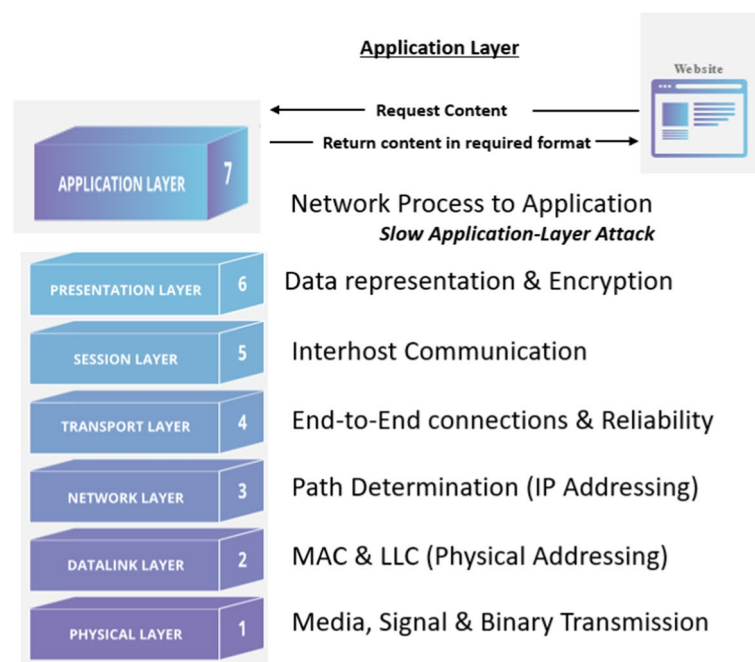 Application Layer
Website
Request Content
Return content in required format
APPLICATION LAYER 7
Network Process to Application
Slow Application-Layer Attack
PRESENTATION LAYER 6 Data representation & Encryption
SESSION LAYER 5 Interhost Communication
TRANSPORT LAYER 4 End-to-End connections & Reliability
NETWORK LAYER 3 Path Determination (IP Addressing)
DATALINK LAYER 2 MAC & LLC (Physical Addressing)
PHYSICAL LAYER 1 Media, Signal & Binary Transmission